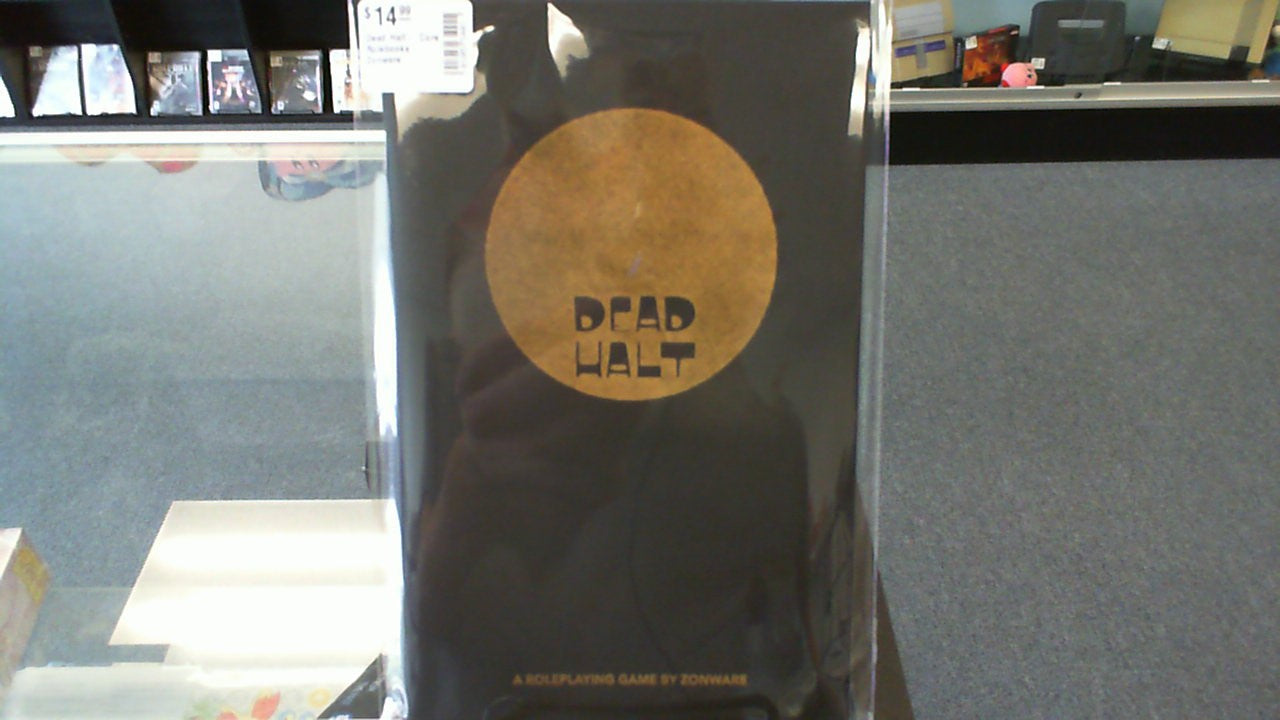 $14.99
Dead Halt - Core
Rulebooks
Zonware
DEAD
HALT
A ROLEPLAYING GAME BY ZONWARE